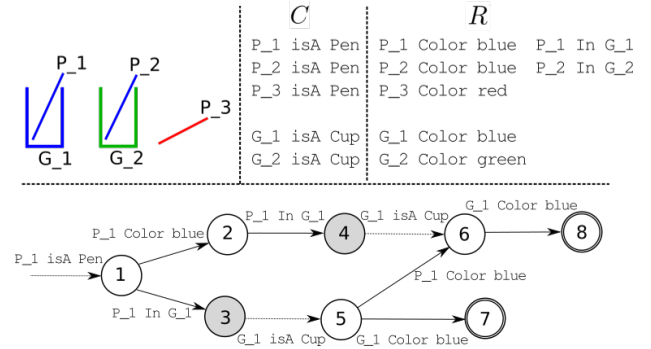 C R
P_1 P_2 P_3
G_1 G_2
P_1 isA Pen P_1 Color blue P_1 In G_1
P_2 isA Pen P_2 Color blue P_2 In G_2
P_3 isA Pen P_3 Color red
G_1 isA Cup G_1 Color blue
G_2 isA Cup G_2 Color green
P_1 isA Pen
1
P_1 Color blue
2
P_1 In G_1
4
G_1 isA Cup
6
G_1 Color blue
8
P_1 In G_1
3
G_1 isA Cup
5
P_1 Color blue
G_1 Color blue
7